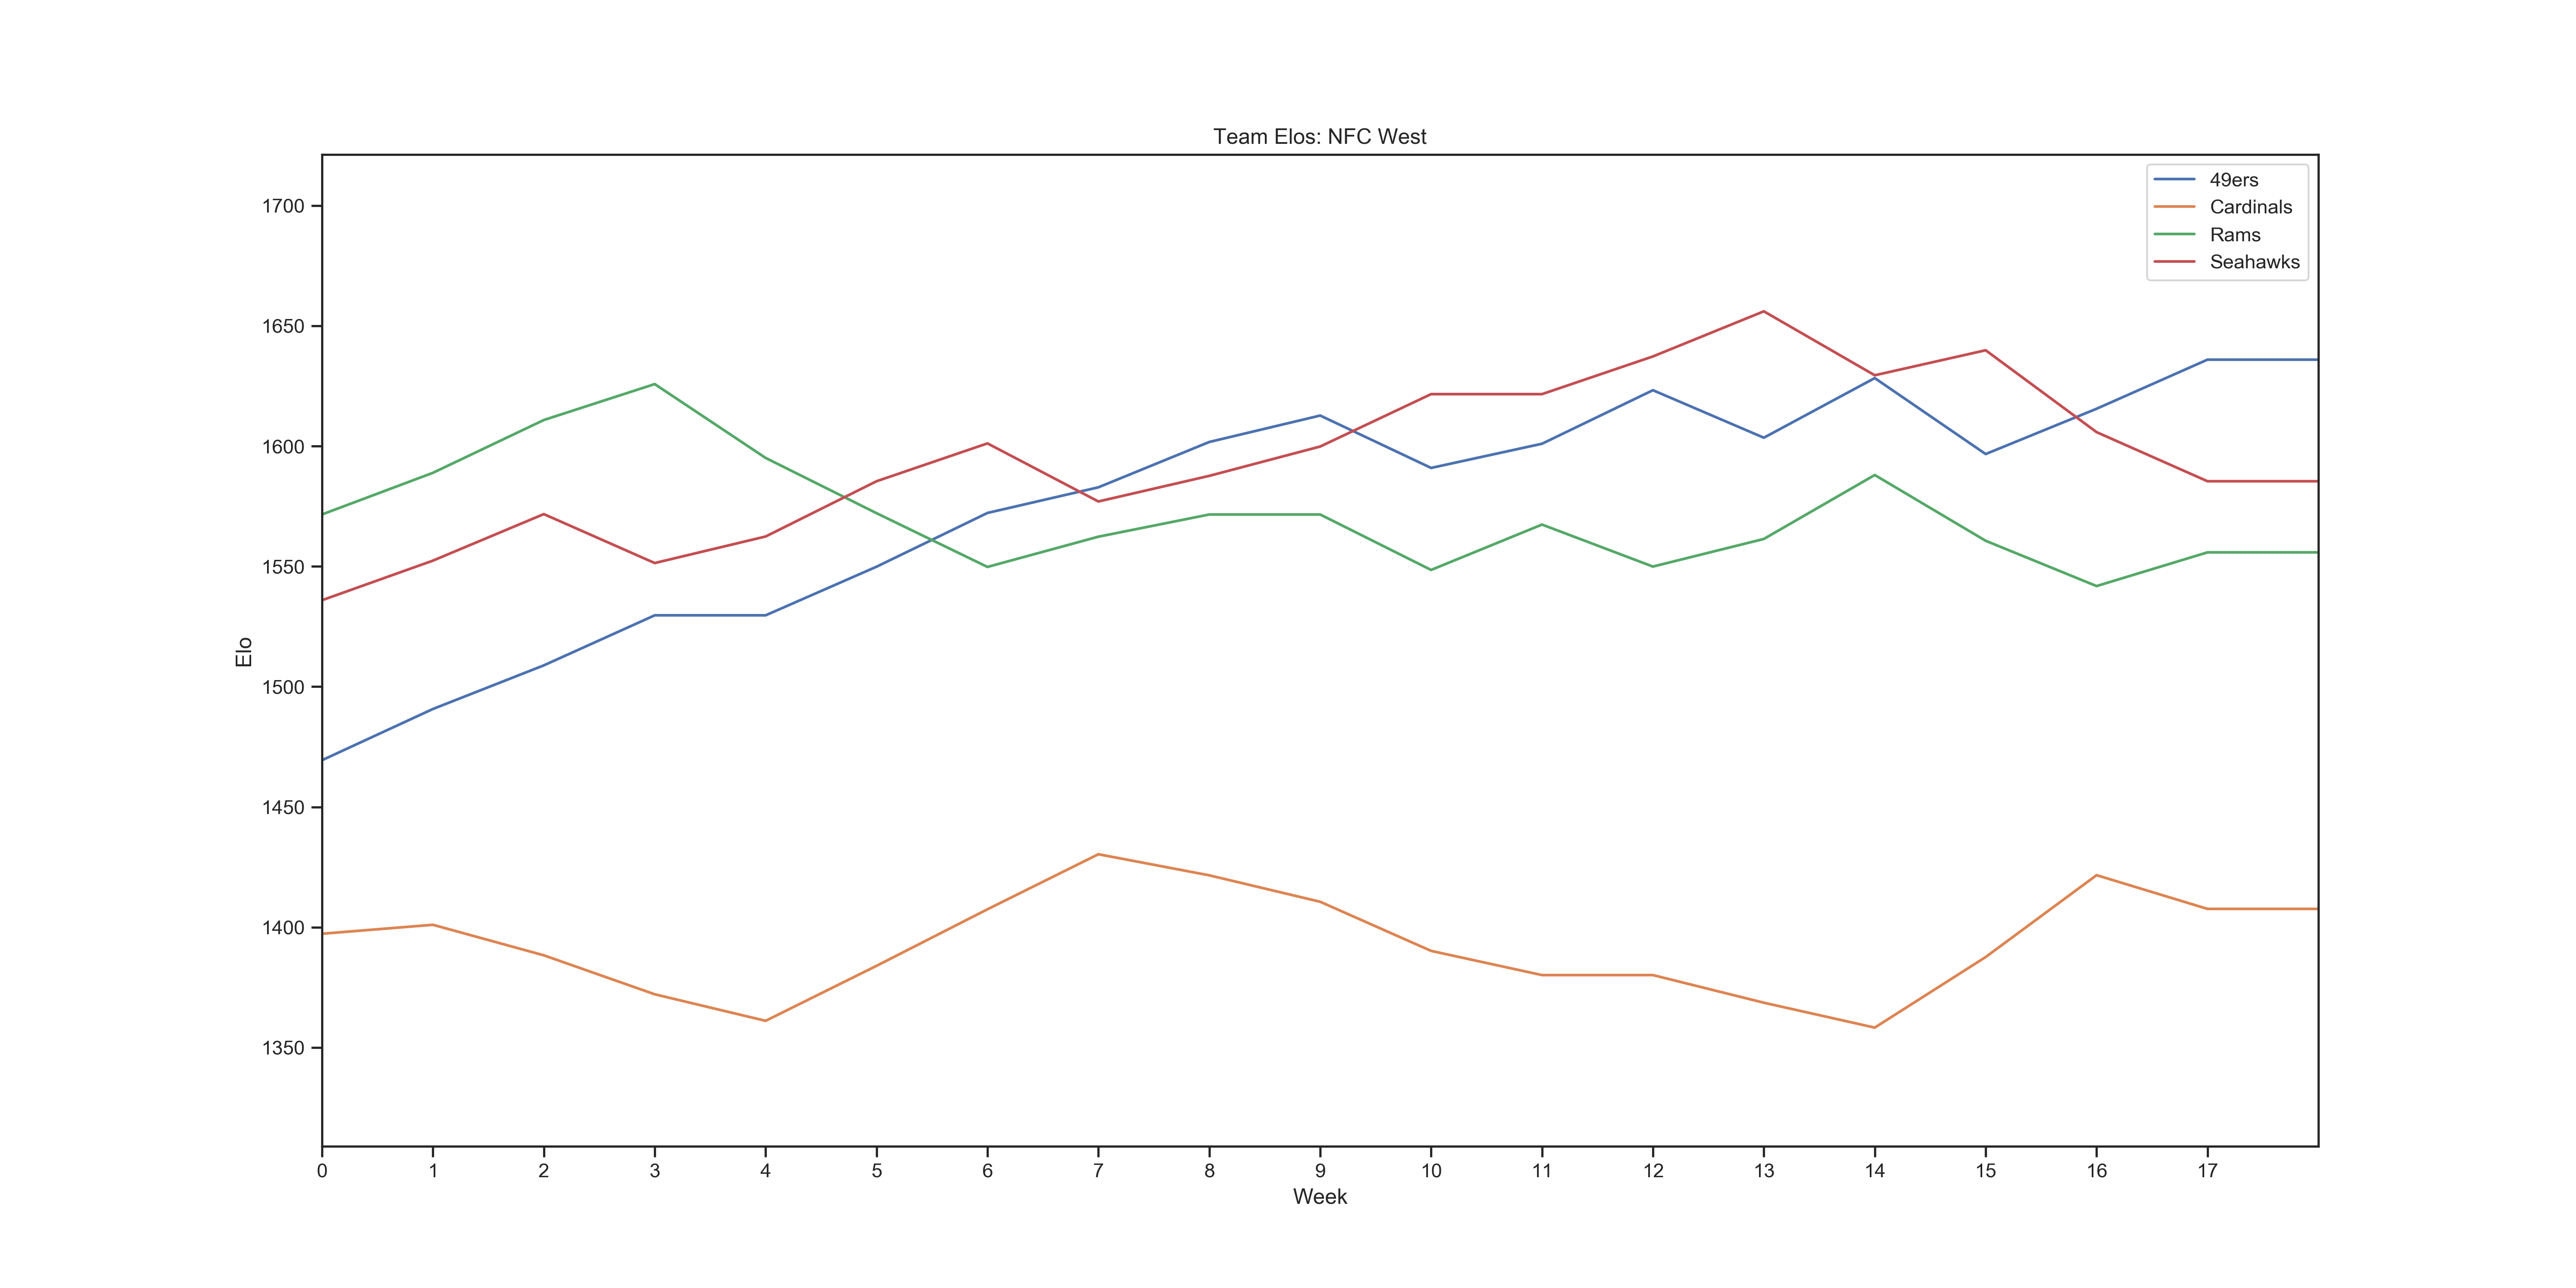 Team Elos: NFC West
49ers
Cardinals
Rams
Seahawks
1700
1650
1600
1550
1500
1450
1400
1350
Elo
0 1 2 3 4 5 6 7 8 9 10 11 12 13 14 15 16 17
Week